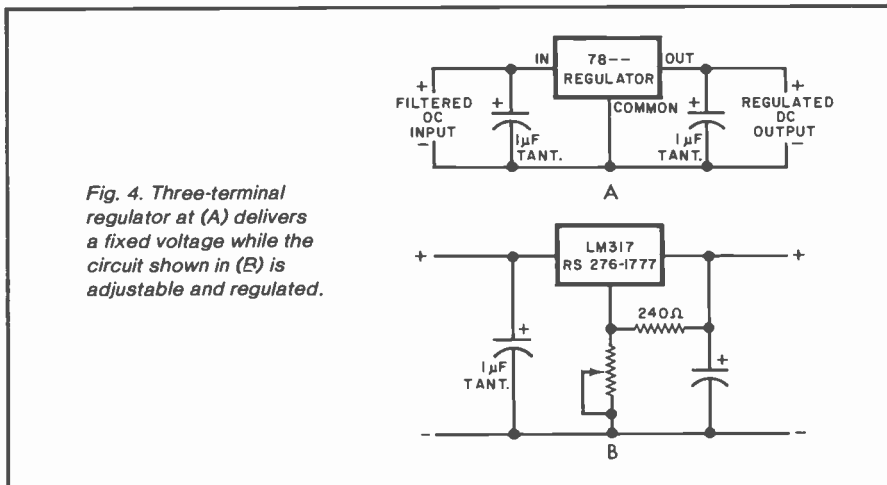 Fig. 4. Three-terminal
regulator at (A) delivers
a fixed voltage while the
circuit shown in (B) is
adjustable and regulated.
IN
78--
REGULATOR
OUT
COMMON
+
FILTERED
DC
INPUT
-
+
1µF
TANT.
+
1µF
TANT.
+
REGULATED
DC
OUTPUT
-
A
+
LM317
RS 276-1777
+
240Ω
+
1µF
TANT.
+
-
-
B